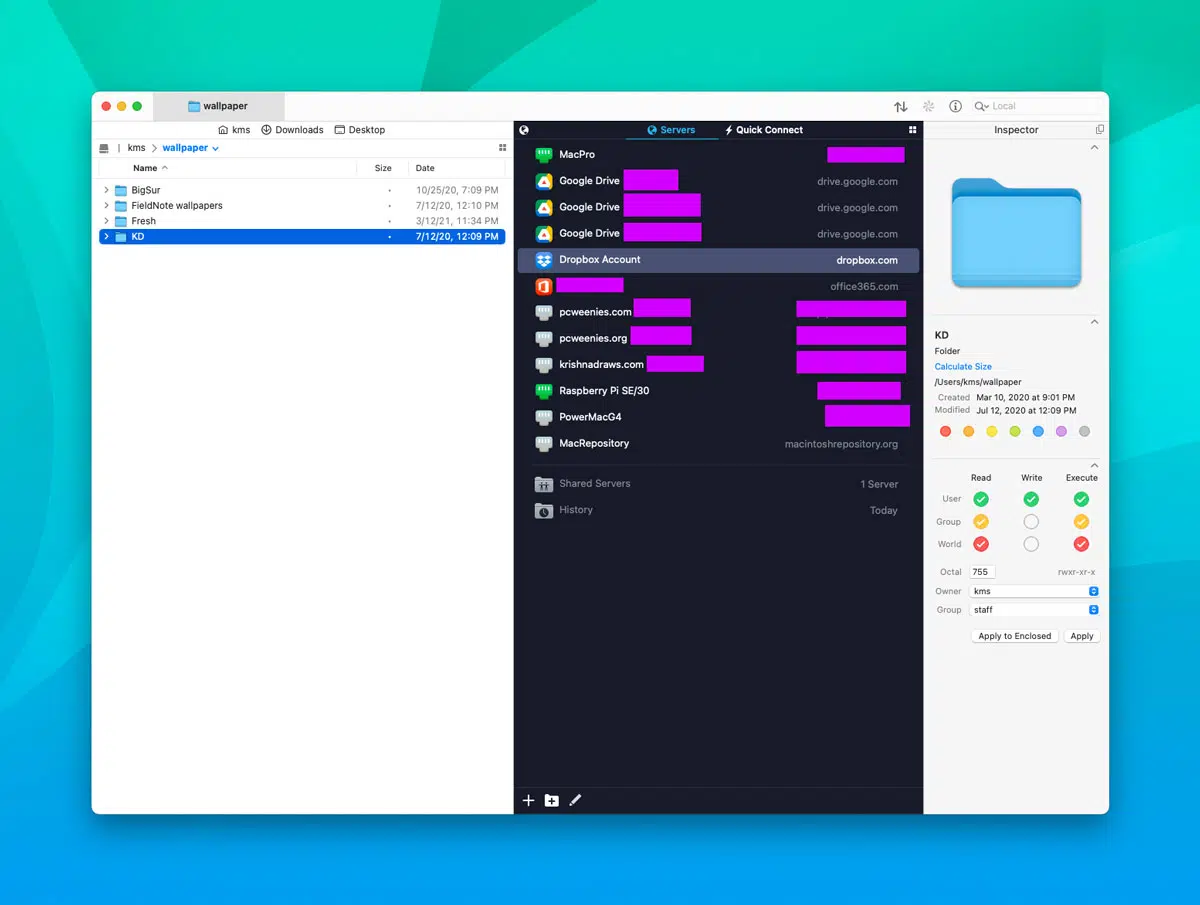 wallpaper
Local
kms Downloads Desktop
kms wallpaper
Name Size Date
BigSur 10/25/20, 7:09 PM
FieldNote wallpapers 7/12/20, 12:10 PM
Fresh 3/12/21, 11:34 PM
KD 7/12/20, 12:09 PM
Servers Quick Connect
MacPro
Google Drive drive.google.com
Google Drive drive.google.com
Google Drive drive.google.com
Dropbox Account dropbox.com
office365.com
pcweenies.com
pcweenies.org
krishnadraws.com
Raspberry Pi SE/30
PowerMacG4
MacRepository macintoshrepository.org
Shared Servers 1 Server
History Today
Inspector
KD
Folder
Calculate Size
/Users/kms/wallpaper
Created Mar 10, 2020 at 9:01 PM
Modified Jul 12, 2020 at 12:09 PM
Read Write Execute
User
Group
World
Octal 755 rwxr-xr-x
Owner kms
Group staff
Apply to Enclosed Apply